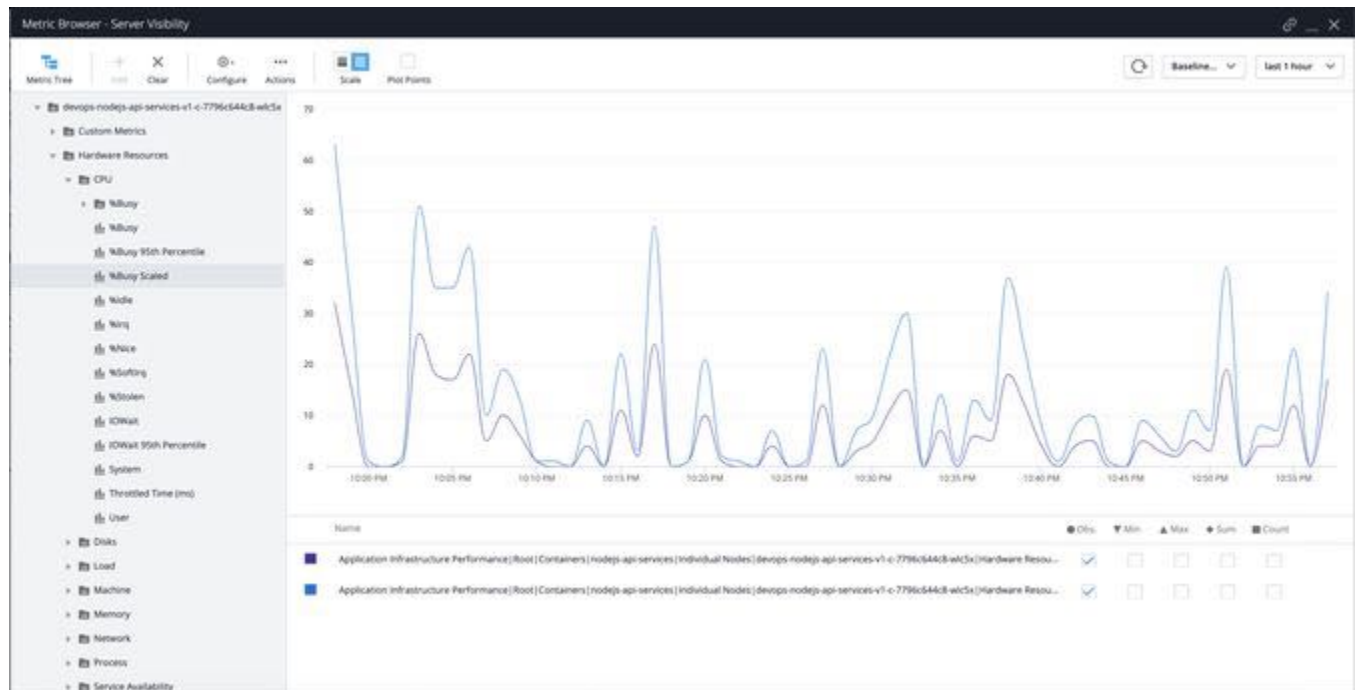 Metric Browser - Server Visibility
Metric Tree
Add
Clear
Configure
Actions
Scale
Plot Points
Baseline...
last 1 hour
devops-nodejs-api-services-v1-c-7796c644c8-wlc5x
Custom Metrics
Hardware Resources
CPU
%Busy
%Busy
%Busy 95th Percentile
%Busy Scaled
%Idle
%Irq
%Nice
%SoftIrq
%Stolen
IOWait
IOWait 95th Percentile
System
Throttled Time (ms)
User
Disks
Load
Machine
Memory
Network
Process
Service Availability
70
60
50
40
30
20
10
0
10:00 PM 10:05 PM 10:10 PM 10:15 PM 10:20 PM 10:25 PM 10:30 PM 10:35 PM 10:40 PM 10:45 PM 10:50 PM 10:55 PM
Name Obs. Min Max Sum Count
Application Infrastructure Performance|Root|Containers|nodejs-api-services|Individual Nodes|devops-nodejs-api-services-v1-c-7796c644c8-wlc5x|Hardware Resou...
Application Infrastructure Performance|Root|Containers|nodejs-api-services|Individual Nodes|devops-nodejs-api-services-v1-c-7796c644c8-wlc5x|Hardware Resou...